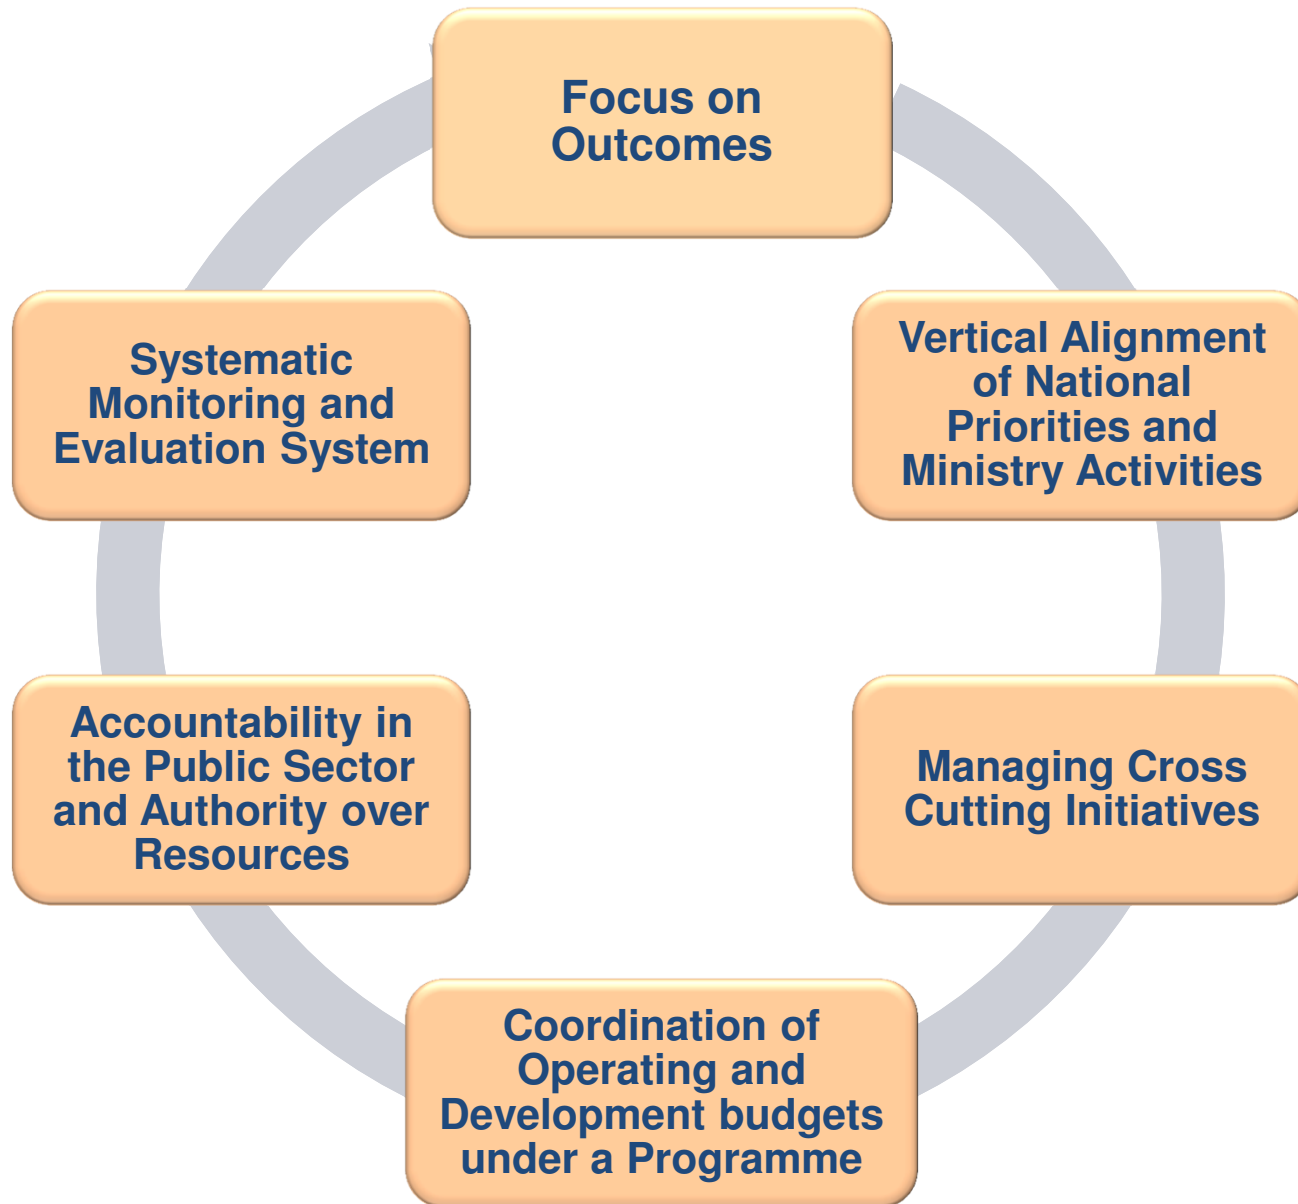 Focus on
Outcomes
Vertical Alignment
of National
Priorities and
Ministry Activities
Managing Cross
Cutting Initiatives
Coordination of
Operating and
Development budgets
under a Programme
Accountability in
the Public Sector
and Authority over
Resources
Systematic
Monitoring and
Evaluation System